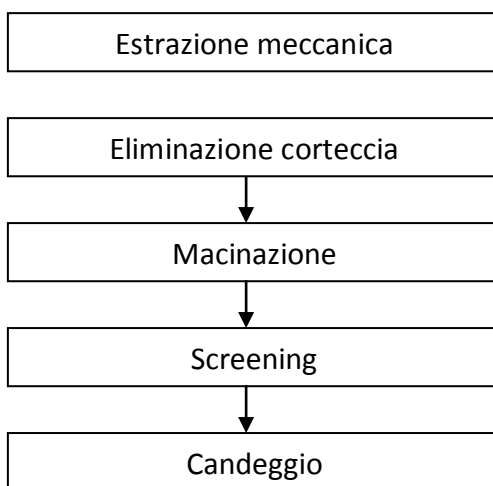 Estrazione meccanica
Eliminazione corteccia
Macinazione
Screening
Candeggio